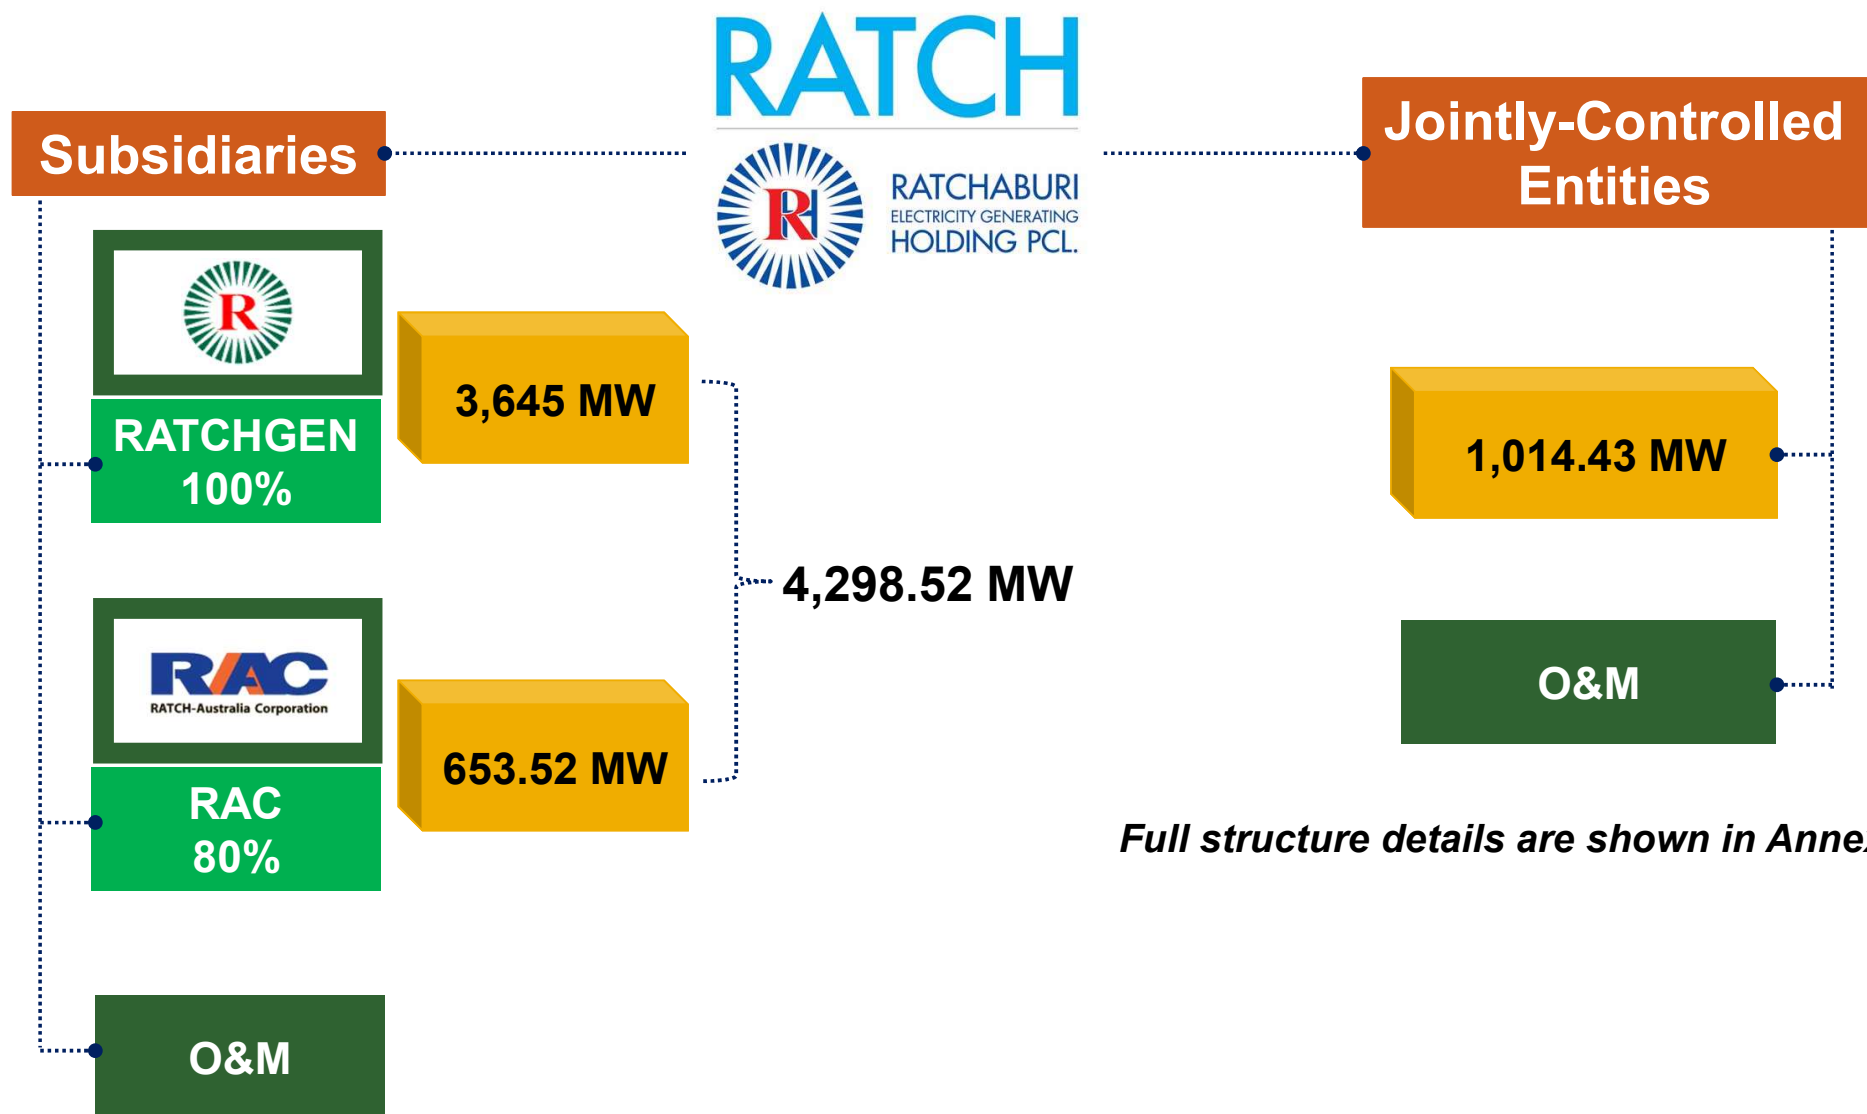 RATCH
RATCHABURI
ELECTRICITY GENERATING
HOLDING PCL.
Subsidiaries
Jointly-Controlled
Entities
R
RATCHGEN
100%
3,645 MW
4,298.52 MW
RAC
RATCH-Australia Corporation
RAC
80%
653.52 MW
O&M
1,014.43 MW
O&M
Full structure details are shown in